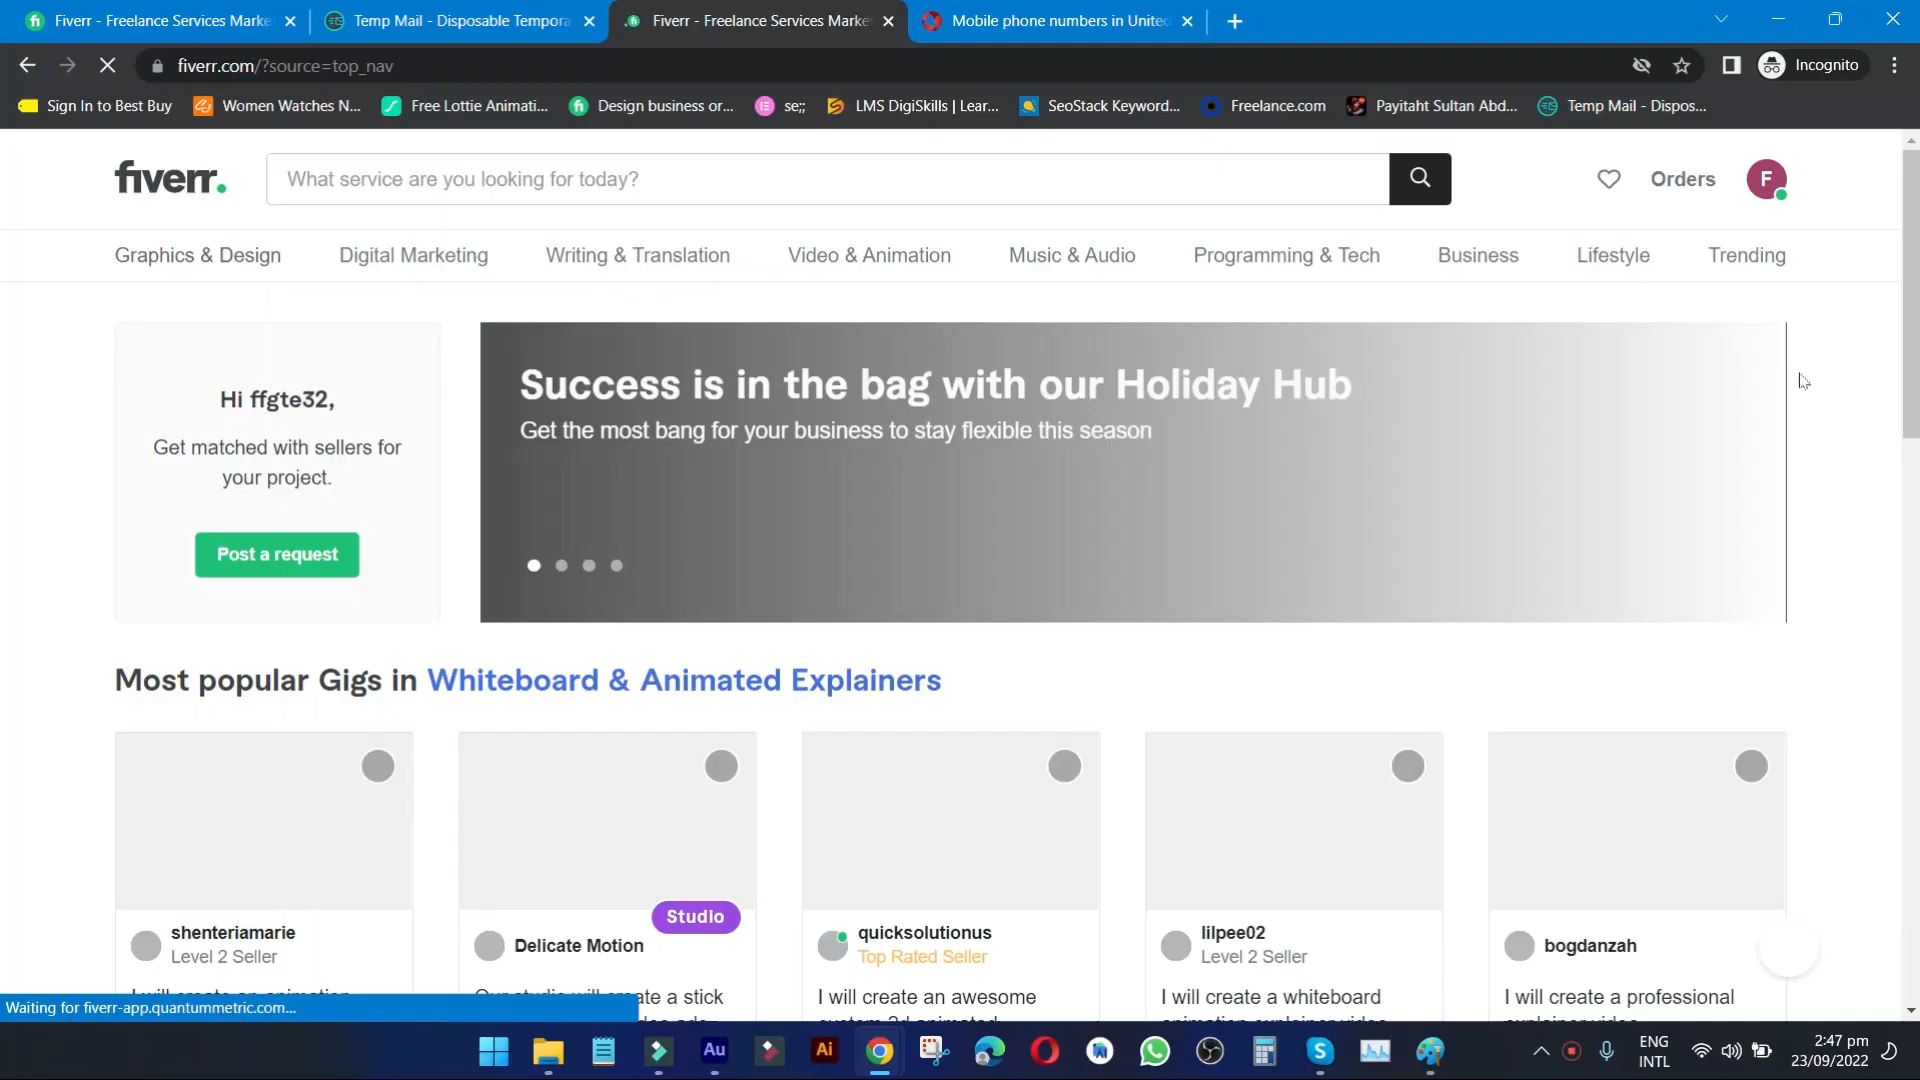 Fiverr - Freelance Services Marke
Temp Mail - Disposable Tempora
Fiverr - Freelance Services Marke
Mobile phone numbers in Unite
fiverr.com/?source=top_nav
Incognito
Sign In to Best Buy
Women Watches N...
Free Lottie Animati...
Design business or...
se;;
LMS DigiSkills | Lear...
SeoStack Keyword...
Freelance.com
Payitaht Sultan Abd...
Temp Mail - Dispos...
fiverr.
What service are you looking for today?
Orders
F
Graphics & Design
Digital Marketing
Writing & Translation
Video & Animation
Music & Audio
Programming & Tech
Business
Lifestyle
Trending
Hi ffgte32,
Get matched with sellers for
your project.
Post a request
Success is in the bag with our Holiday Hub
Get the most bang for your business to stay flexible this season
Most popular Gigs in Whiteboard & Animated Explainers
shenteriamarie
Level 2 Seller
Studio
Delicate Motion
quicksolutionus
Top Rated Seller
I will create an awesome
lilpee02
Level 2 Seller
I will create a whiteboard
bogdanzah
I will create a professional
Waiting for fiverr-app.quantummetric.com...
Au
Ai
ENG
INTL
2:47 pm
23/09/2022